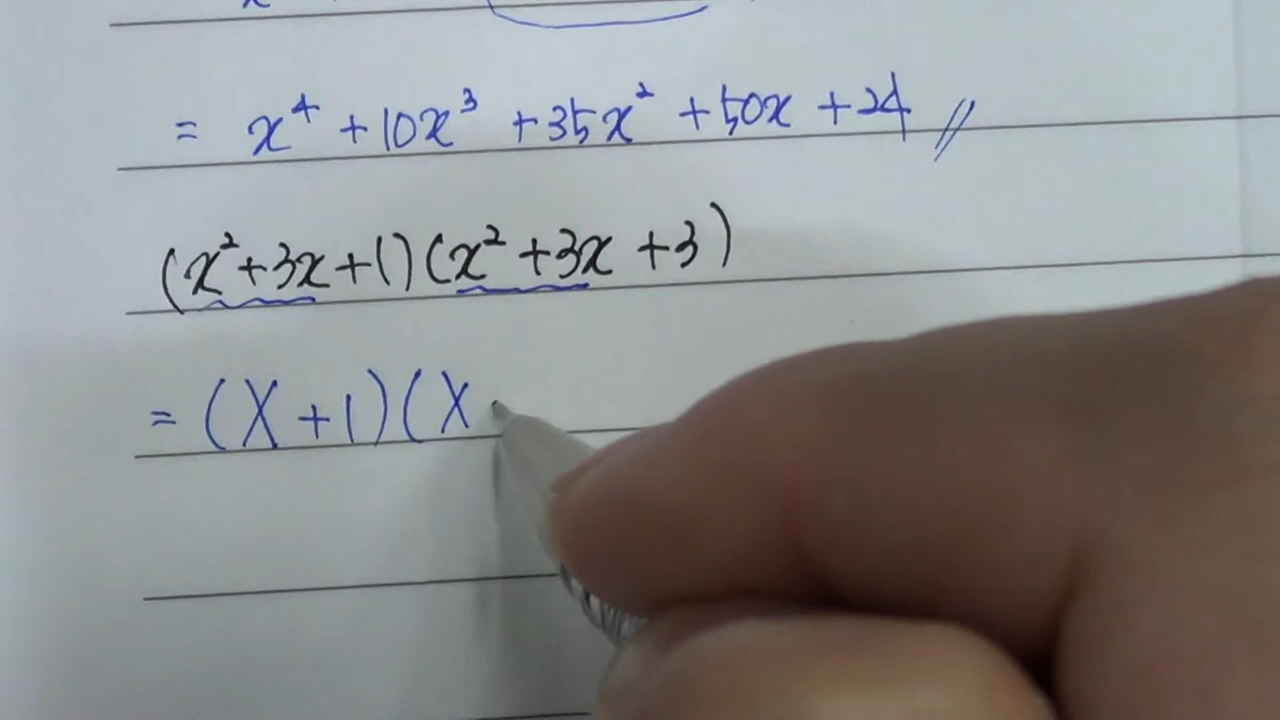 = x⁴ + 10x³ + 35x² + 50x + 24 //
(x² + 3x + 1)(x² + 3x + 3)
= (X + 1)(X